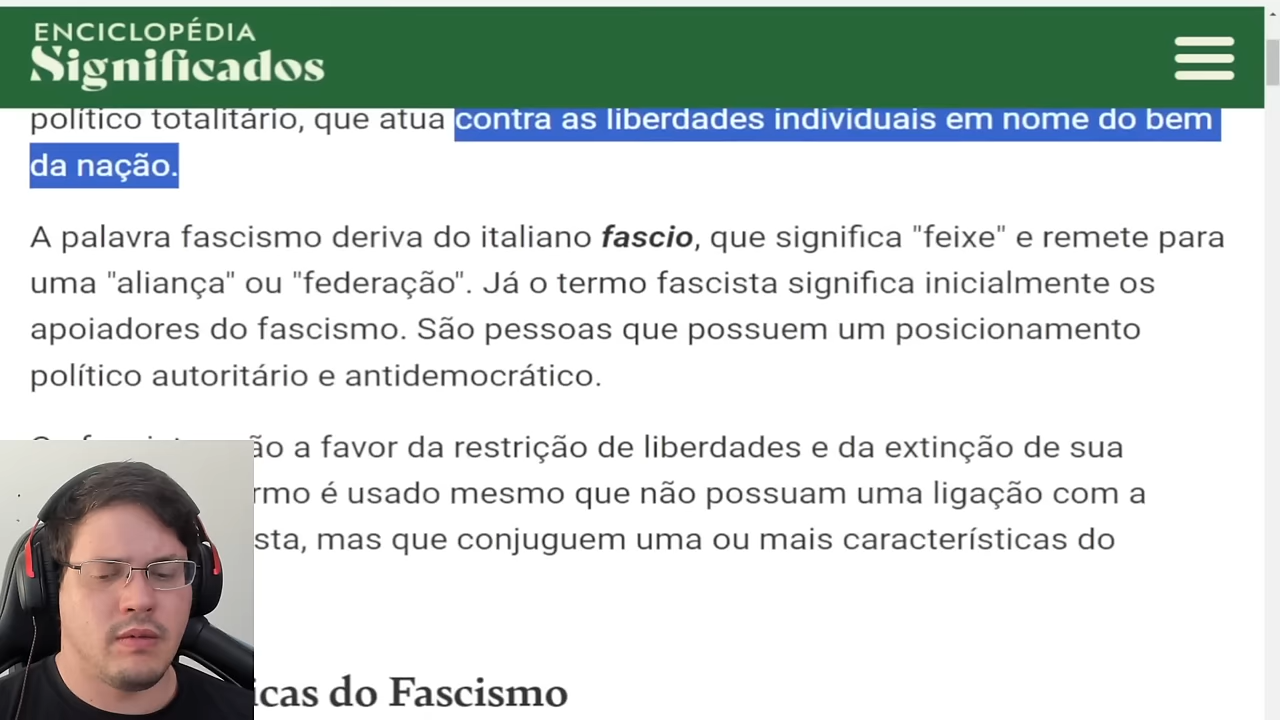 ENCICLOPÉDIA
Significados
político totalitário, que atua contra as liberdades individuais em nome do bem
da nação.
A palavra fascismo deriva do italiano fascio, que significa "feixe" e remete para
uma "aliança" ou "federação". Já o termo fascista significa inicialmente os
apoiadores do fascismo. São pessoas que possuem um posicionamento
político autoritário e antidemocrático.
a favor da restrição de liberdades e da extinção de sua
é usado mesmo que não possuam uma ligação com a
mas que conjuguem uma ou mais características do
do Fascismo